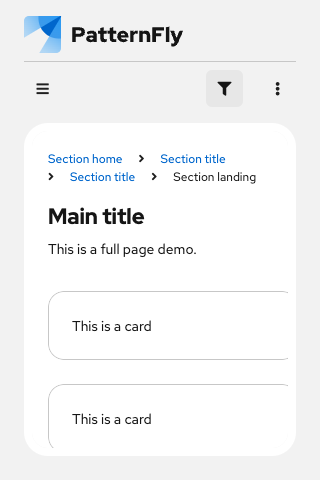 PatternFly
Section home > Section title
> Section title > Section landing
Main title
This is a full page demo.
This is a card
This is a card